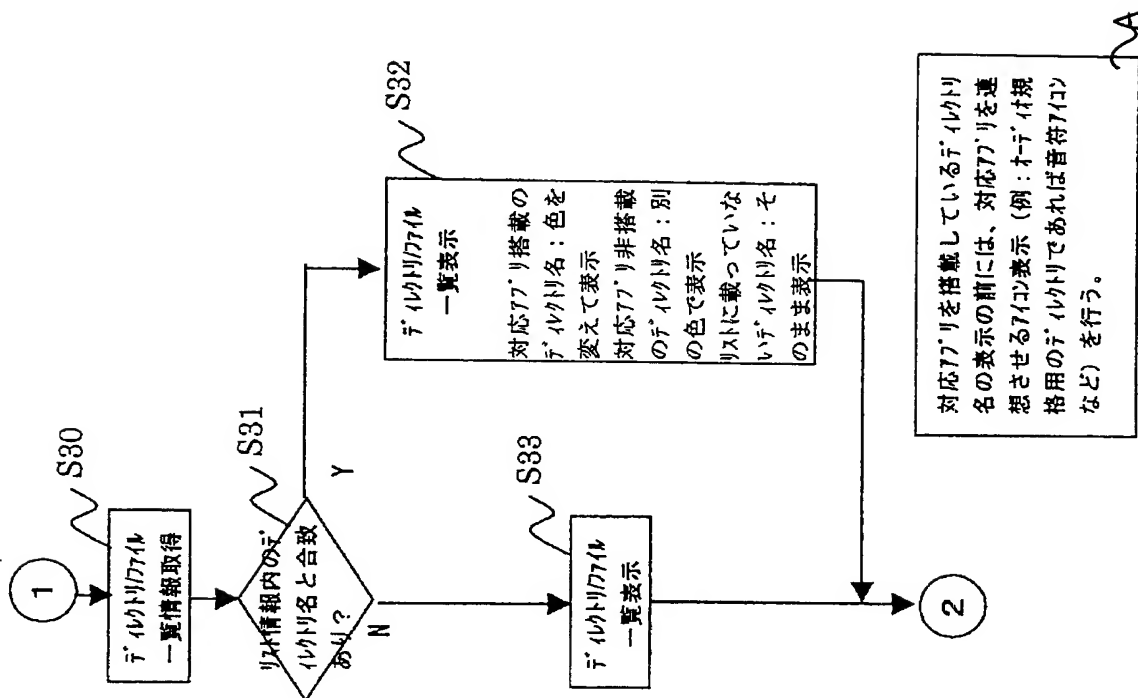 1
S30
ディレクトリ/ファイル
一覧情報取得
S31
リスト情報内のデ
ィレクトリ名と合致
あり?
Y
N
S32
ディレクトリ/ファイル
一覧表示
対応アプリ搭載の
ディレクトリ名:色を
変えて表示
対応アプリ非搭載
のディレクトリ名:別
の色で表示
リストに載っていな
いディレクトリ名:そ
のまま表示
S33
ディレクトリ/ファイル
一覧表示
2
対応アプリを搭載しているディレクトリ
名の表示の前には、対応アプリを連
想させるアイコン表示(例:オーディオ規
格用のディレクトリであれば音符アイコン
など)を行う。
A